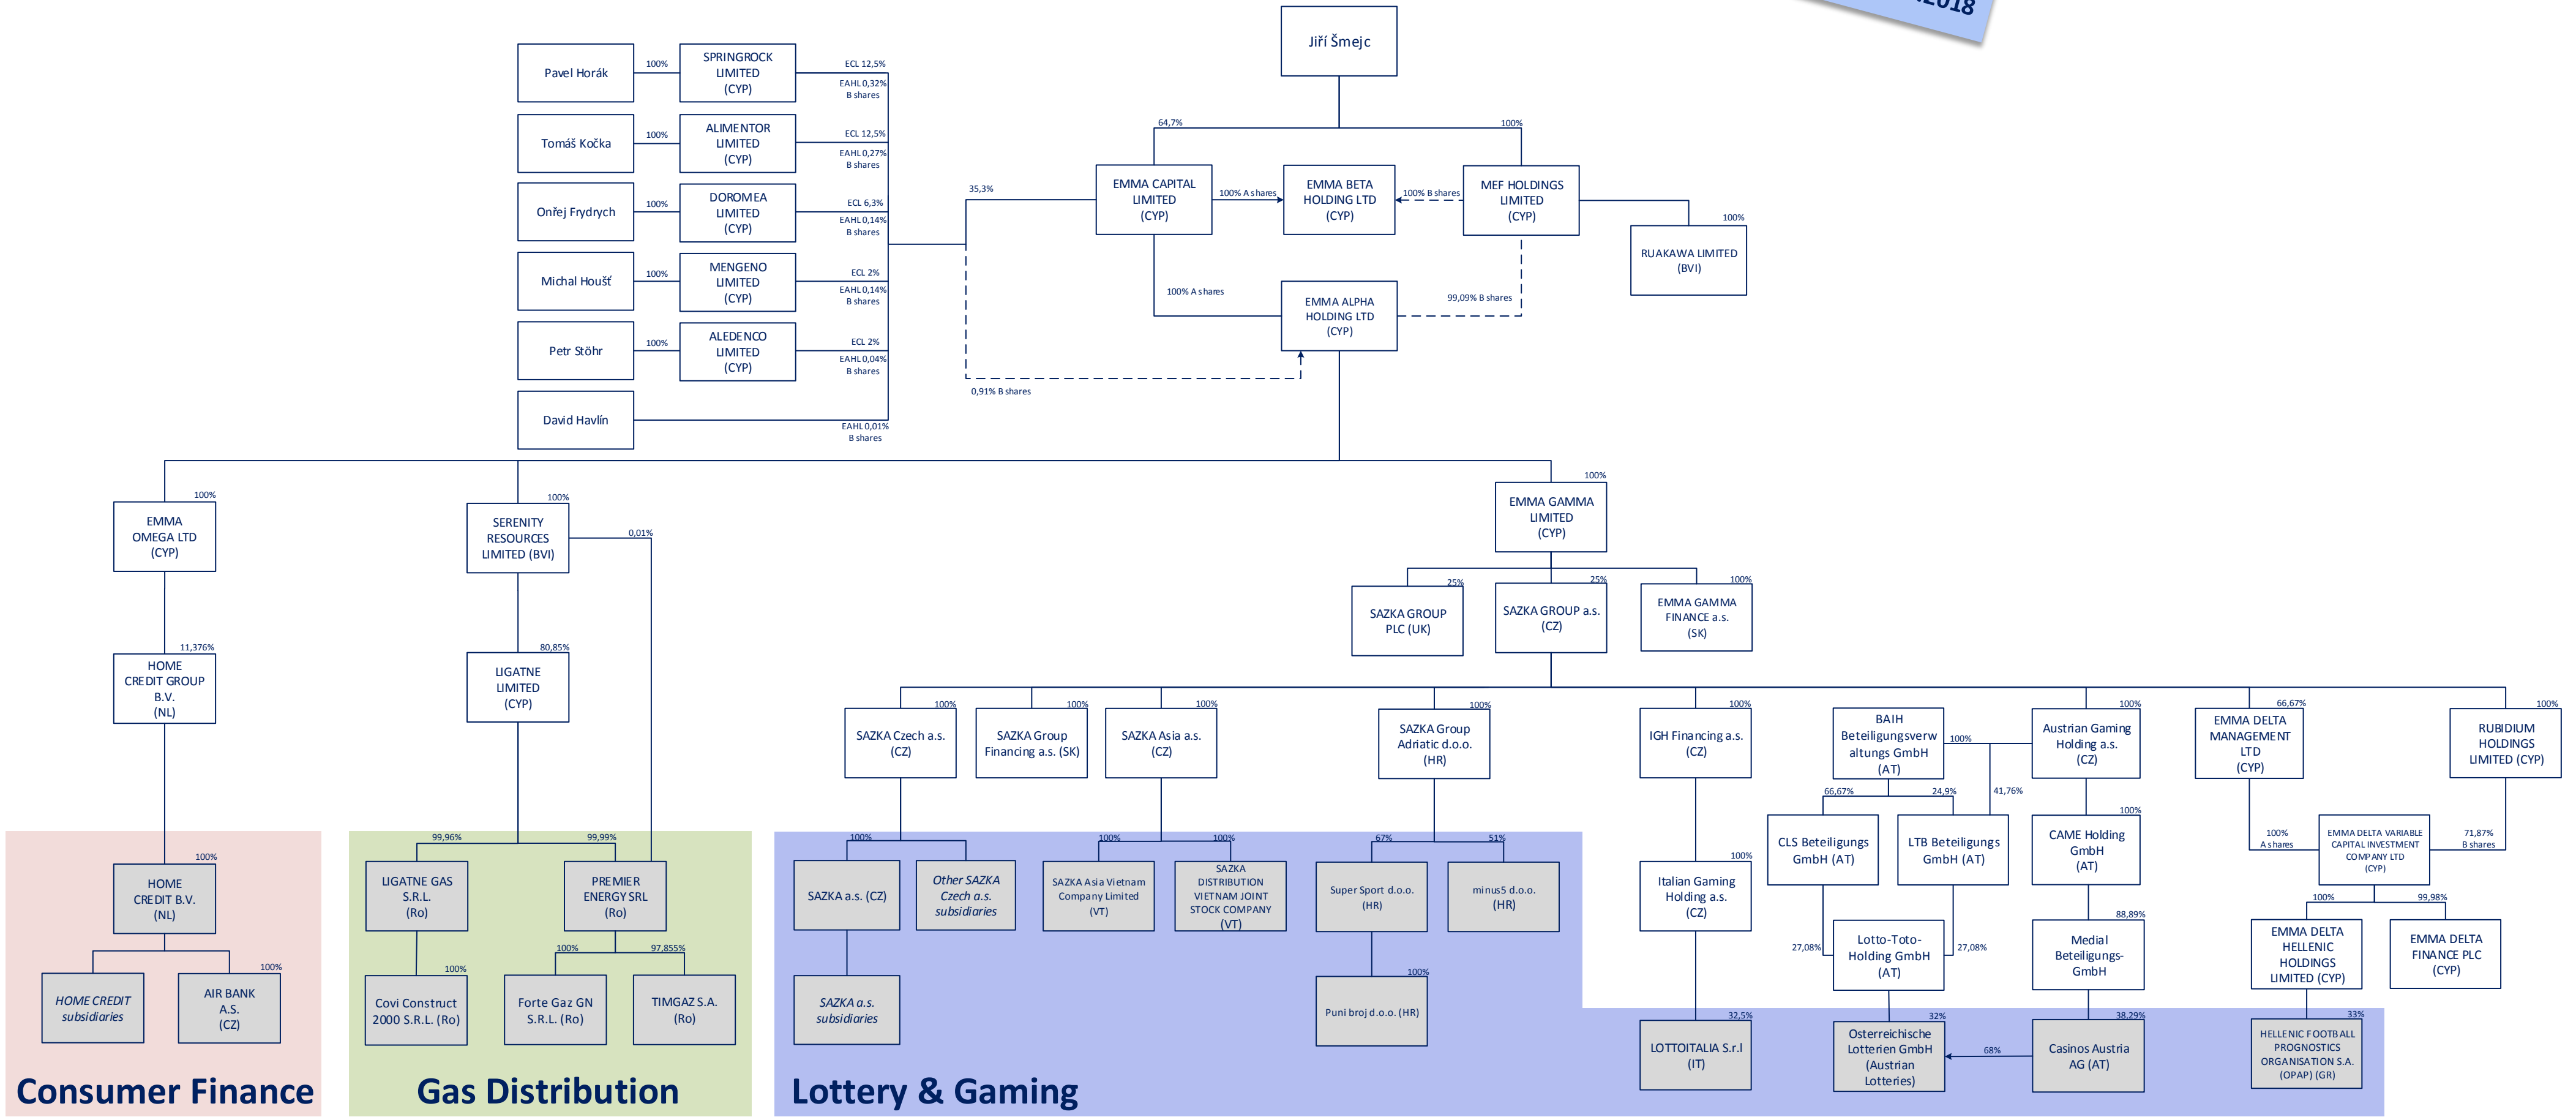 2018
Jiří Šmejc
Pavel Horák
100%
SPRINGROCK
LIMITED
(CYP)
ECL 12,5%
EAHL 0,32%
B shares
Tomáš Kočka
100%
ALIMENTOR
LIMITED
(CYP)
ECL 12,5%
EAHL 0,27%
B shares
Onřej Frydrych
100%
DOROMEA
LIMITED
(CYP)
ECL 6,3%
EAHL 0,14%
B shares
Michal Houšť
100%
MENGENO
LIMITED
(CYP)
ECL 2%
EAHL 0,14%
B shares
Petr Stöhr
100%
ALEDENCO
LIMITED
(CYP)
ECL 2%
EAHL 0,04%
B shares
David Havlín
EAHL 0,01%
B shares
64,7%
100%
35,3%
EMMA CAPITAL
LIMITED
(CYP)
100% A shares
EMMA BETA
HOLDING LTD
(CYP)
100% B shares
MEF HOLDINGS
LIMITED
(CYP)
100%
RUAKAWA LIMITED
(BVI)
100% A shares
EMMA ALPHA
HOLDING LTD
(CYP)
99,09% B shares
0,91% B shares
100%
EMMA
OMEGA LTD
(CYP)
100%
SERENITY
RESOURCES
LIMITED (BVI)
0,01%
100%
EMMA GAMMA
LIMITED
(CYP)
25%
SAZKA GROUP
PLC (UK)
25%
SAZKA GROUP a.s.
(CZ)
100%
EMMA GAMMA
FINANCE a.s.
(SK)
11,376%
HOME
CREDIT GROUP
B.V.
(NL)
80,85%
LIGATNE
LIMITED
(CYP)
100%
SAZKA Czech a.s.
(CZ)
100%
SAZKA Group
Financing a.s. (SK)
100%
SAZKA Asia a.s.
(CZ)
100%
SAZKA Group
Adriatic d.o.o.
(HR)
100%
IGH Financing a.s.
(CZ)
BAIH
Beteiligungsverw
altungs GmbH
(AT)
100%
100%
Austrian Gaming
Holding a.s.
(CZ)
66,67%
EMMA DELTA
MANAGEMENT
LTD
(CYP)
100%
RUBIDIUM
HOLDINGS
LIMITED (CYP)
66,67%
24,9%
41,76%
CLS Beteiligungs
GmbH (AT)
LTB Beteiligungs
GmbH (AT)
100%
CAME Holding
GmbH
(AT)
100%
A shares
EMMA DELTA VARIABLE
CAPITAL INVESTMENT
COMPANY LTD
(CYP)
71,87%
B shares
100%
HOME
CREDIT B.V.
(NL)
99,96%
LIGATNE GAS
S.R.L.
(Ro)
99,99%
PREMIER
ENERGY SRL
(Ro)
100%
SAZKA a.s. (CZ)
Other SAZKA
Czech a.s.
subsidiaries
100%
SAZKA Asia Vietnam
Company Limited
(VT)
100%
SAZKA
DISTRIBUTION
VIETNAM JOINT
STOCK COMPANY
(VT)
67%
Super Sport d.o.o.
(HR)
51%
minus5 d.o.o.
(HR)
100%
Italian Gaming
Holding a.s.
(CZ)
27,08%
Lotto-Toto-
Holding GmbH
(AT)
27,08%
88,89%
Medial
Beteiligungs-
GmbH
100%
EMMA DELTA
HELLENIC
HOLDINGS
LIMITED (CYP)
99,98%
EMMA DELTA
FINANCE PLC
(CYP)
HOME CREDIT
subsidiaries
100%
AIR BANK
A.S.
(CZ)
100%
Covi Construct
2000 S.R.L. (Ro)
100%
Forte Gaz GN
S.R.L. (Ro)
97,855%
TIMGAZ S.A.
(Ro)
SAZKA a.s.
subsidiaries
100%
Puni broj d.o.o. (HR)
32,5%
LOTTOITALIA S.r.l
(IT)
32%
Osterreichische
Lotterien GmbH
(Austrian
Lotteries)
68%
38,29%
Casinos Austria
AG (AT)
33%
HELLENIC FOOTBALL
PROGNOSTICS
ORGANISATION S.A.
(OPAP) (GR)
Consumer Finance
Gas Distribution
Lottery & Gaming